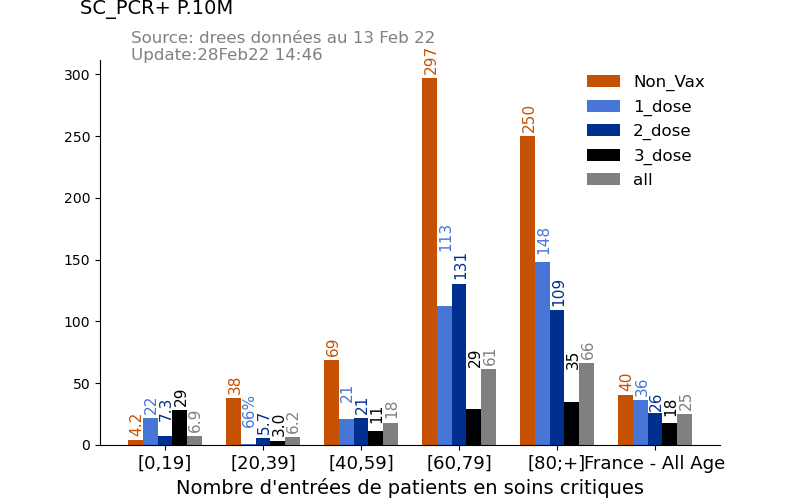 SC_PCR+ P.10M
Source: drees données au 13 Feb 22
Update:28Feb22 14:46
300
250
200
150
100
50
0
Non_Vax
1_dose
2_dose
3_dose
all
4.2 22 7.3 29 6.9
38 66% 5.7 3.0 6.2
69 21 21 11 18
297 113 131 29 61
250 148 109 35 66
40 36 26 18 25
[0,19] [20,39] [40,59] [60,79] [80;+] France - All Age
Nombre d'entrées de patients en soins critiques